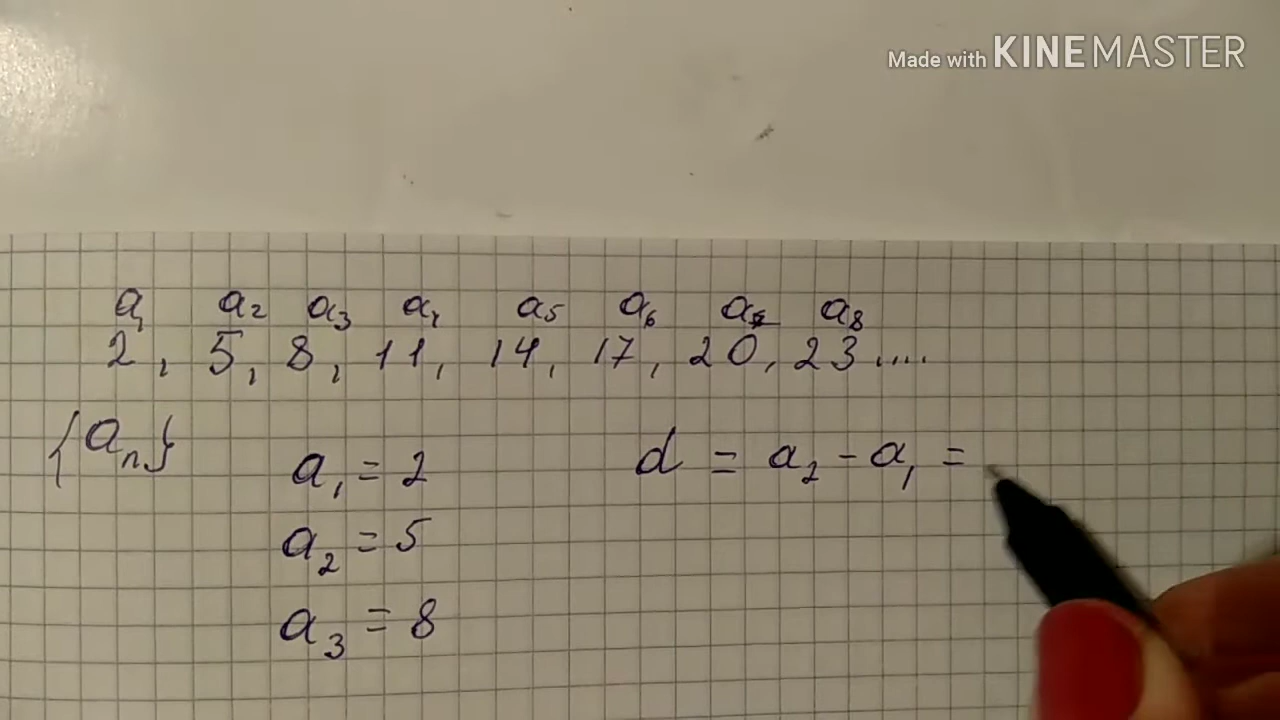 Made with KINEMASTER
a₁ a₂ a₃ a₄ a₅ a₆ a₇ a₈
2, 5, 8, 11, 14, 17, 20, 23 ....
{aₙ}
a₁ = 2
d = a₂ - a₁ =
a₂ = 5
a₃ = 8